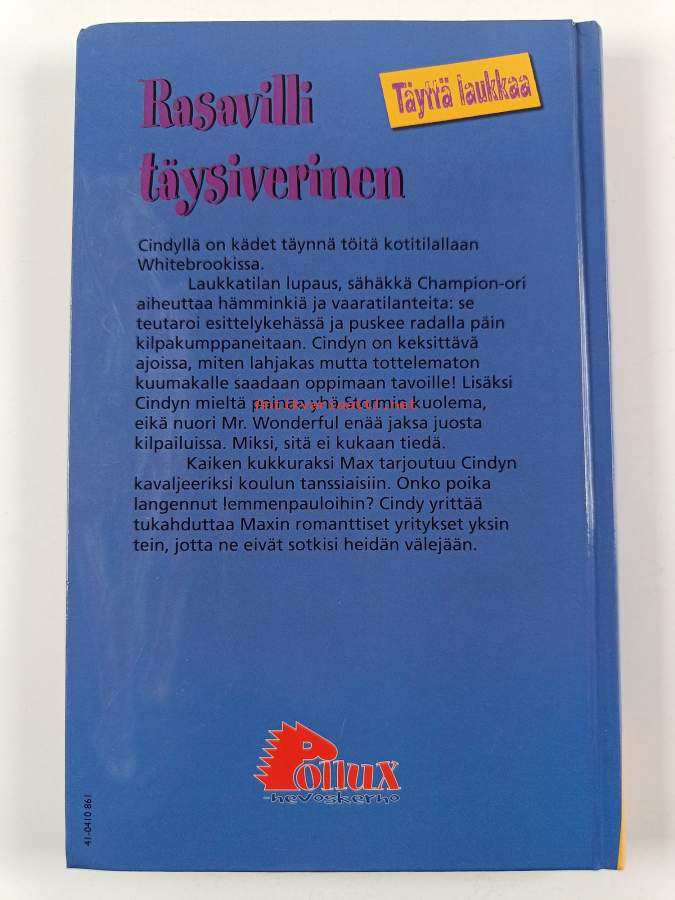 Rasavilli
täysiverinen
Täyttä laukkaa
Cindyllä on kädet täynnä töitä kotitilallaan
Whitebrookissa.
Laukkatilan lupaus, sähäkkä Champion-ori
aiheuttaa hämminkiä ja vaaratilanteita: se
teutaroi esittelykehässä ja puskee radalla päin
kilpakumppaneitaan. Cindyn on keksittävä
ajoissa, miten lahjakas mutta tottelematon
kuumakalle saadaan oppimaan tavoille! Lisäksi
Cindyn mieltä painaa yhä Stormin kuolema,
eikä nuori Mr. Wonderful enää jaksa juosta
kilpailuissa. Miksi, sitä ei kukaan tiedä.
Kaiken kukkuraksi Max tarjoutuu Cindyn
kavaljeeriksi koulun tanssiaisiin. Onko poika
langennut lemmenpauloihin? Cindy yrittää
tukahduttaa Maxin romanttiset yritykset yksin
tein, jotta ne eivät sotkisi heidän välejään.
Pollux
-hevoskerho
41-0410 861